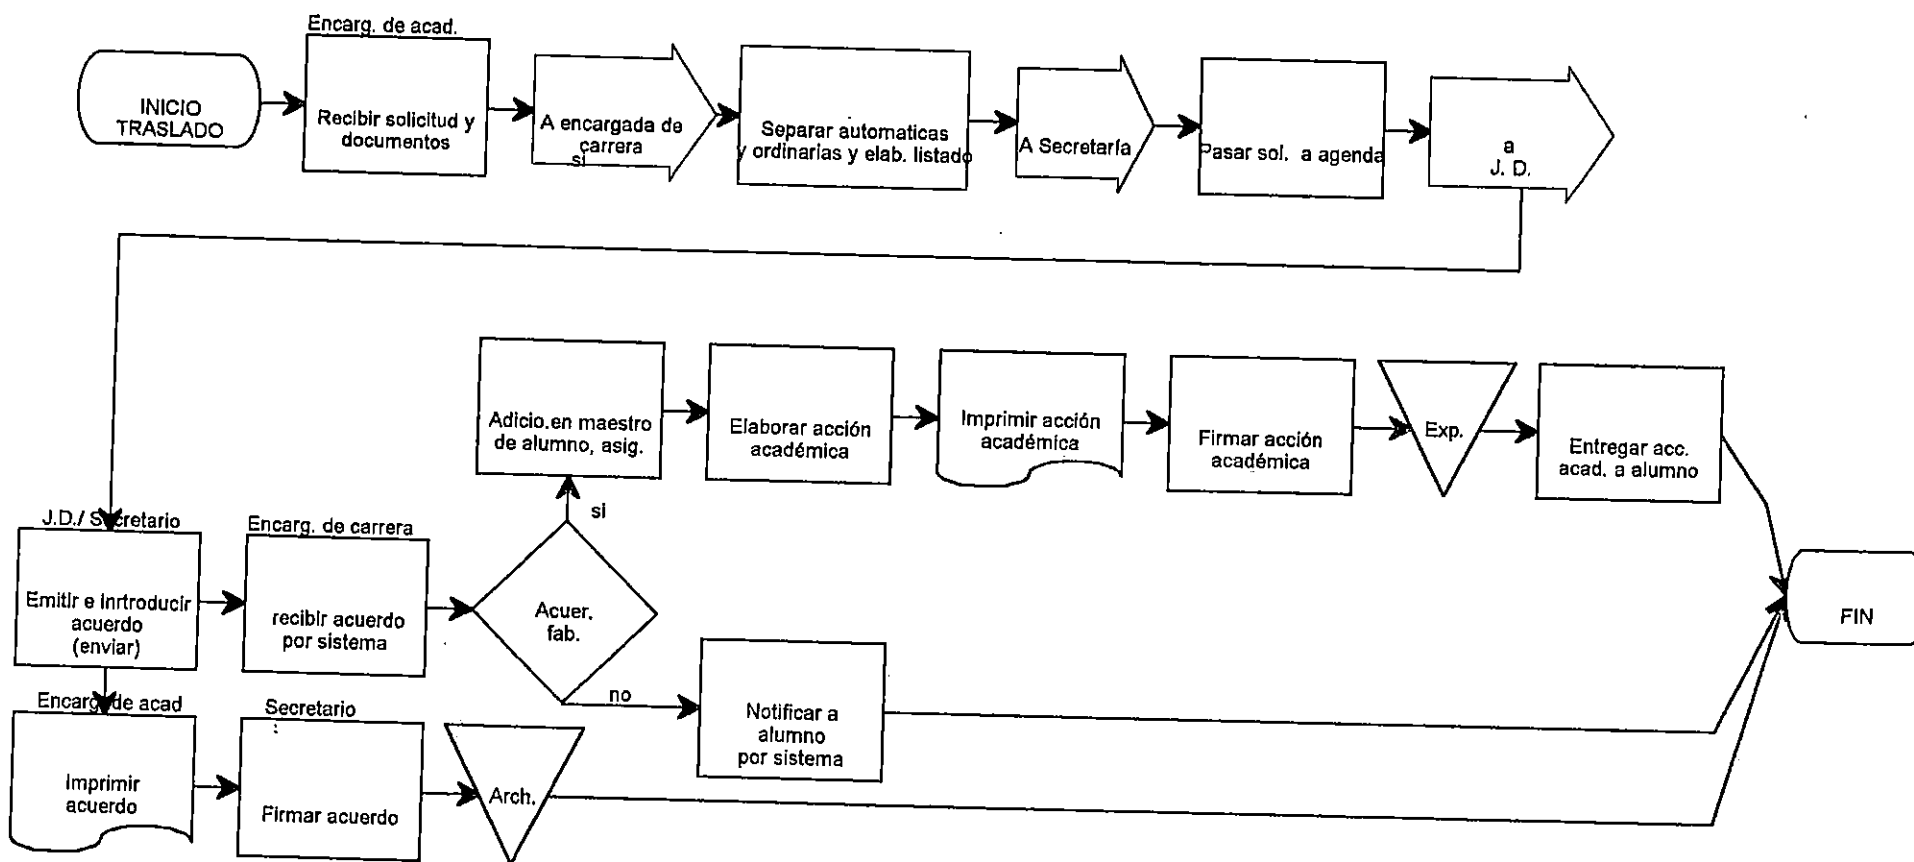 Encarg. de acad.
INICIO
TRASLADO
Recibir solicitud y
documentos
A encargada de
carrera
si
Separar automaticas
y ordinarias y elab. listado
A Secretaría
Pasar sol. a agenda
a
J. D.
Adicio.en maestro
de alumno, asig.
Elaborar acción
académica
Imprimir acción
académica
Firmar acción
académica
Exp.
Entregar acc.
acad. a alumno
si
J.D./ Secretario
Emitir e inrtroducir
acuerdo
(enviar)
Encarg. de carrera
recibir acuerdo
por sistema
Acuer.
fab.
no
Notificar a
alumno
por sistema
FIN
Encarg. de acad
Imprimir
acuerdo
Secretario
:
Firmar acuerdo
Arch.